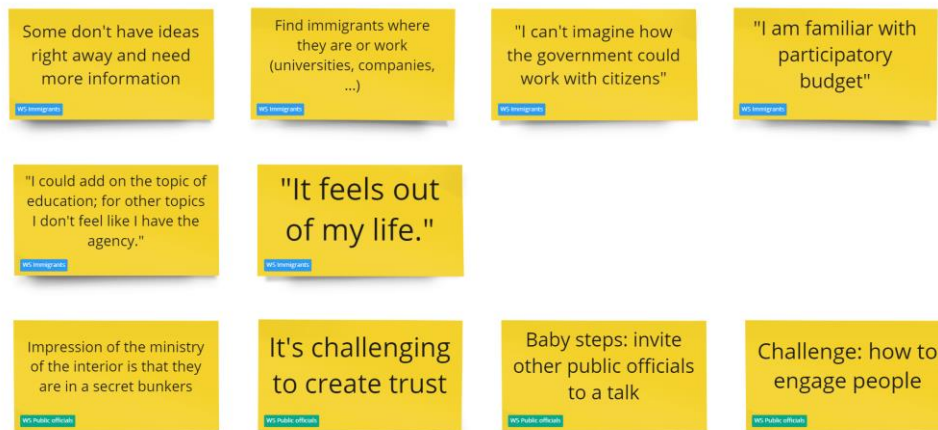 Some don't have ideas
right away and need
more information
WS Immigrants
Find immigrants where
they are or work
(universities, companies,
...)
WS Immigrants
"I can't imagine how
the government could
work with citizens"
WS Immigrants
"I am familiar with
participatory
budget"
WS Immigrants
"I could add on the topic of
education; for other topics
I don't feel like I have the
agency."
WS Immigrants
"It feels out
of my life."
WS Immigrants
Impression of the ministry
of the interior is that they
are in a secret bunkers
WS Public officials
It's challenging
to create trust
WS Public officials
Baby steps: invite
other public officials
to a talk
WS Public officials
Challenge: how to
engage people
WS Public officials